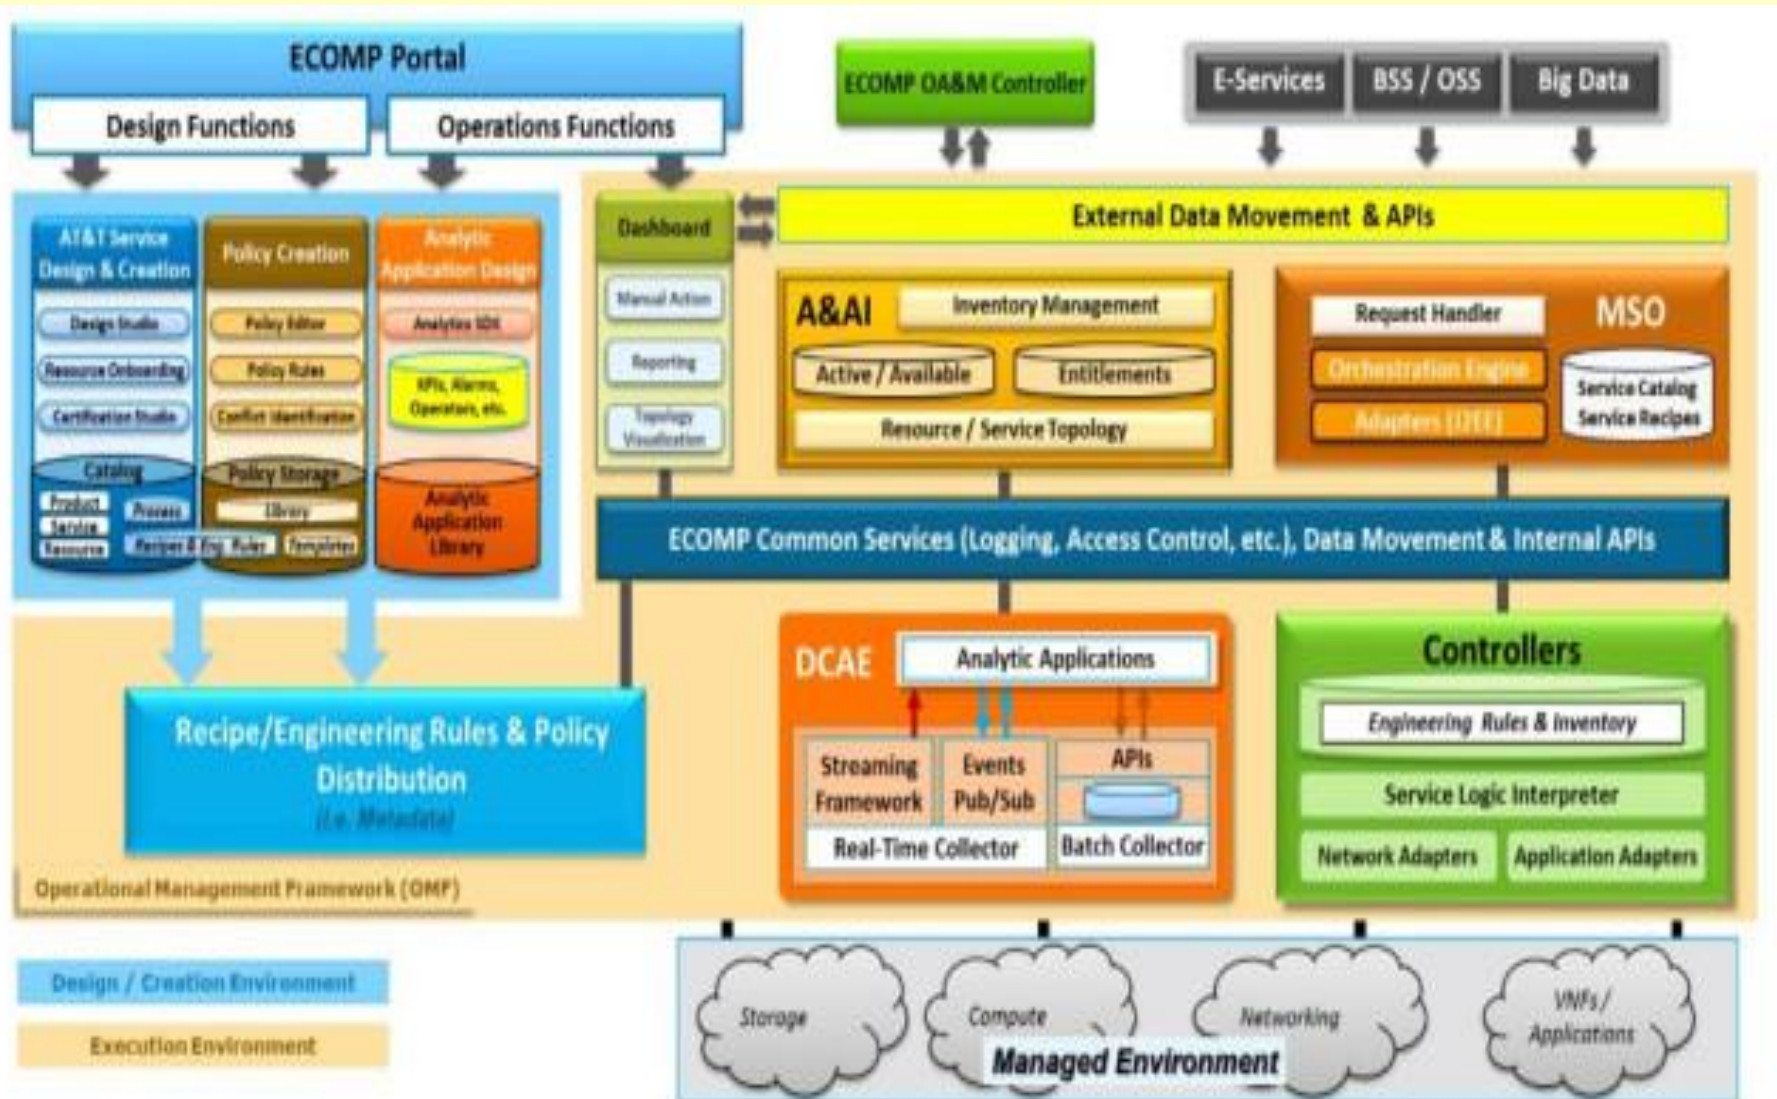 ECOMP Portal
Design Functions
Operations Functions
ECOMP OA&M Controller
E-Services
BSS / OSS
Big Data
AT&T Service
Design & Creation
Design Studio
Resource Onboarding
Certification Studio
Catalog
Product
Service
Resource
Process
Recipes & Eng. Rules
Templates
Policy Creation
Policy Editor
Policy Rules
Conflict Identification
Policy Storage
Library
Analytic
Application Design
Analytics SDK
KPIs, Alarms,
Operators, etc.
Analytic
Application
Library
Dashboard
Manual Action
Reporting
Topology
Visualization
External Data Movement & APIs
A&AI
Inventory Management
Active / Available
Entitlements
Resource / Service Topology
MSO
Request Handler
Orchestration Engine
Adapters (J2EE)
Service Catalog
Service Recipes
ECOMP Common Services (Logging, Access Control, etc.), Data Movement & Internal APIs
Recipe/Engineering Rules & Policy
Distribution
(i.e. Metadata)
DCAE
Analytic Applications
Streaming
Framework
Events
Pub/Sub
APIs
Real-Time Collector
Batch Collector
Controllers
Engineering Rules & Inventory
Service Logic Interpreter
Network Adapters
Application Adapters
Operational Management Framework (OMF)
Design / Creation Environment
Execution Environment
Storage
Compute
Networking
VNFs /
Applications
Managed Environment